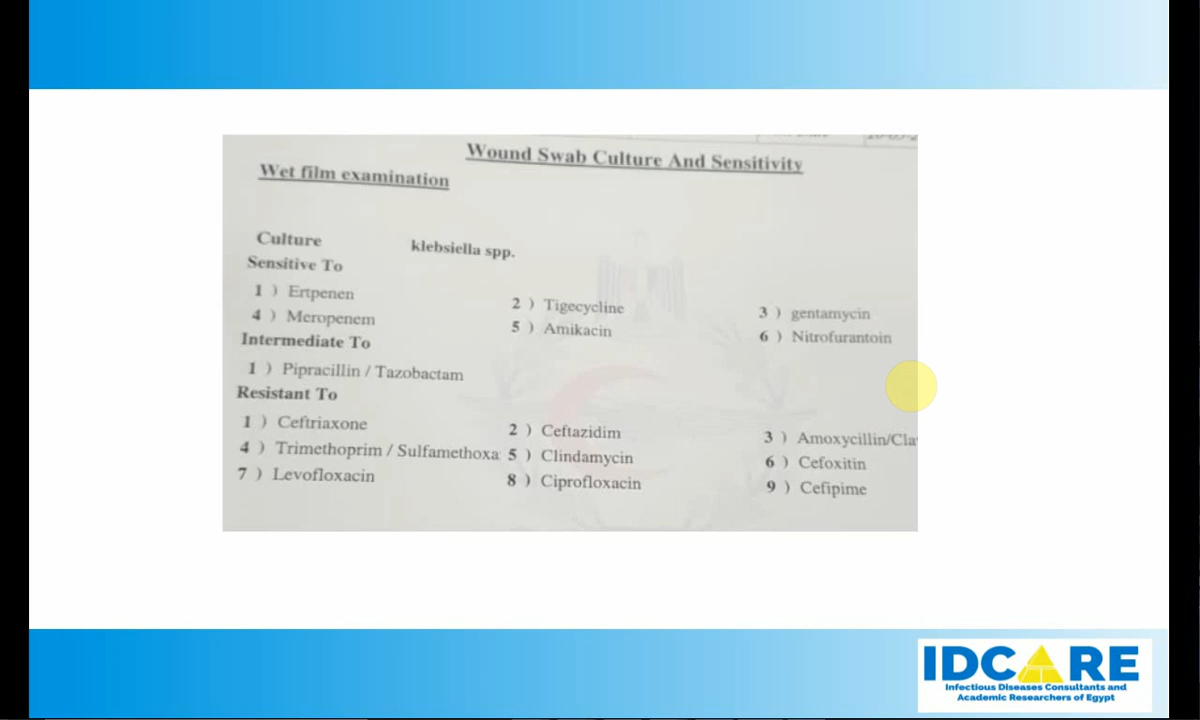 Wound Swab Culture And Sensitivity
Wet film examination
Culture klebsiella spp.
Sensitive To
1 ) Ertpenen 2 ) Tigecycline 3 ) gentamycin
4 ) Meropenem 5 ) Amikacin 6 ) Nitrofurantoin
Intermediate To
1 ) Pipracillin / Tazobactam
Resistant To
1 ) Ceftriaxone 2 ) Ceftazidim 3 ) Amoxycillin/Cla
4 ) Trimethoprim / Sulfamethoxa 5 ) Clindamycin 6 ) Cefoxitin
7 ) Levofloxacin 8 ) Ciprofloxacin 9 ) Cefipime
IDCARE
Infectious Diseases Consultants and
Academic Researchers of Egypt